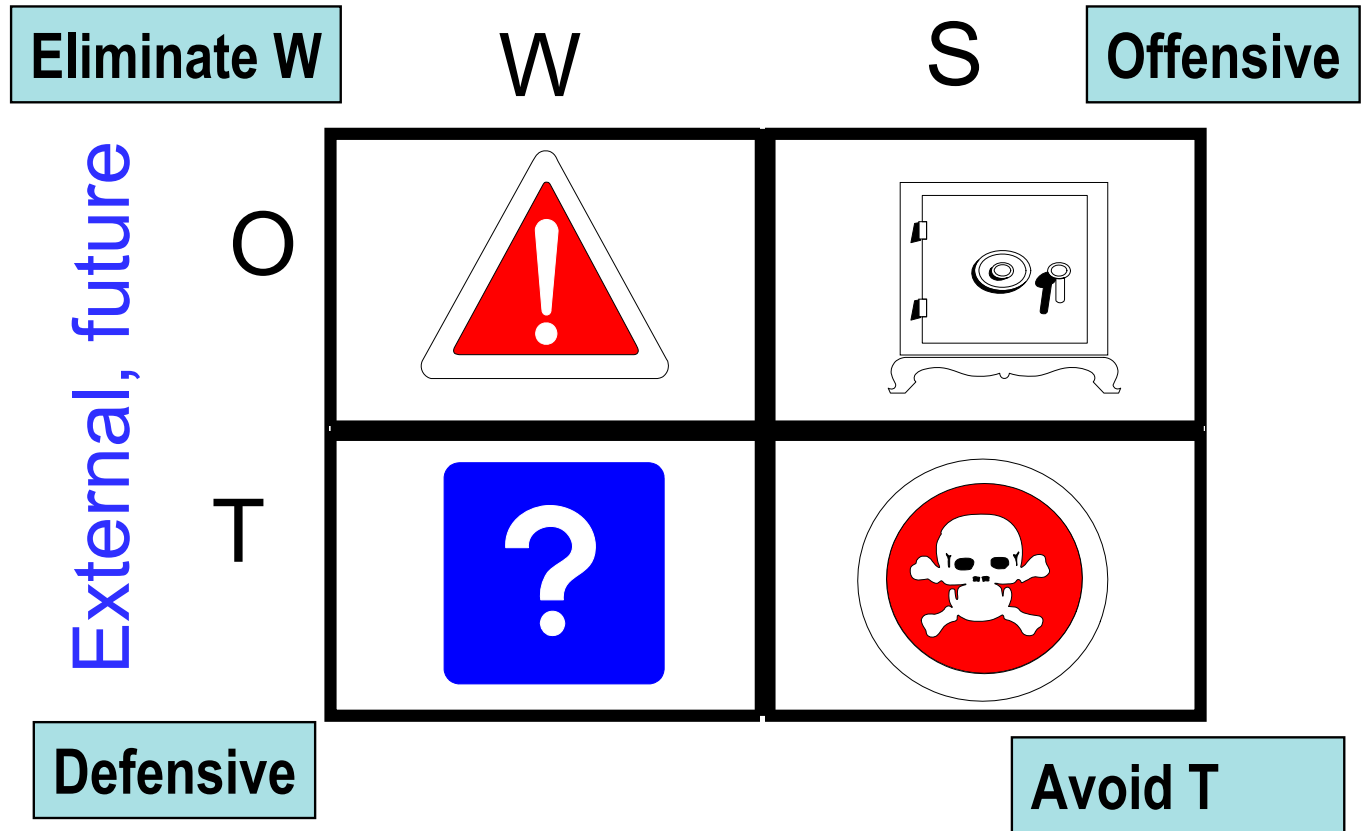 Eliminate W
W
S
Offensive
External, future
O
!
T
?
Defensive
Avoid T